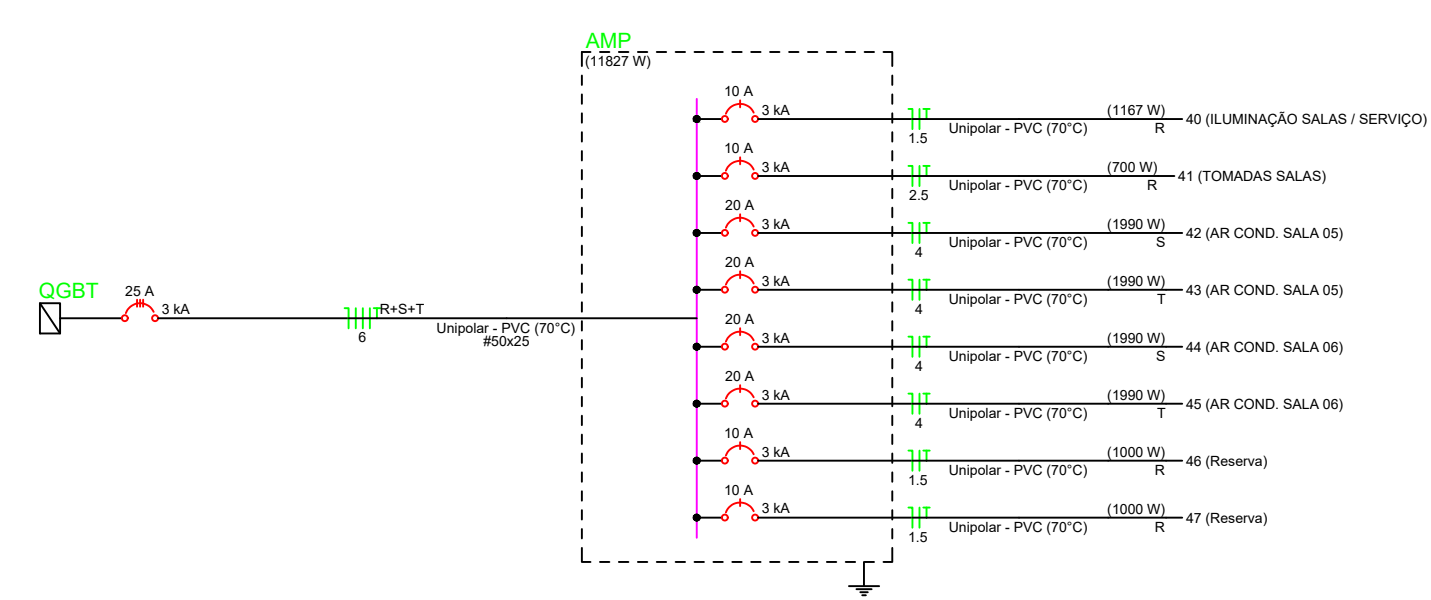 AMP
(11827 W)
QGBT
25 A
3 kA
R+S+T
6
Unipolar - PVC (70°C)
#50x25
10 A
3 kA
1.5
Unipolar - PVC (70°C)
(1167 W)
R
40 (ILUMINAÇÃO SALAS / SERVIÇO)
10 A
3 kA
2.5
Unipolar - PVC (70°C)
(700 W)
R
41 (TOMADAS SALAS)
20 A
3 kA
4
Unipolar - PVC (70°C)
(1990 W)
S
42 (AR COND. SALA 05)
20 A
3 kA
4
Unipolar - PVC (70°C)
(1990 W)
T
43 (AR COND. SALA 05)
20 A
3 kA
4
Unipolar - PVC (70°C)
(1990 W)
S
44 (AR COND. SALA 06)
20 A
3 kA
4
Unipolar - PVC (70°C)
(1990 W)
T
45 (AR COND. SALA 06)
10 A
3 kA
1.5
Unipolar - PVC (70°C)
(1000 W)
R
46 (Reserva)
10 A
3 kA
1.5
Unipolar - PVC (70°C)
(1000 W)
R
47 (Reserva)